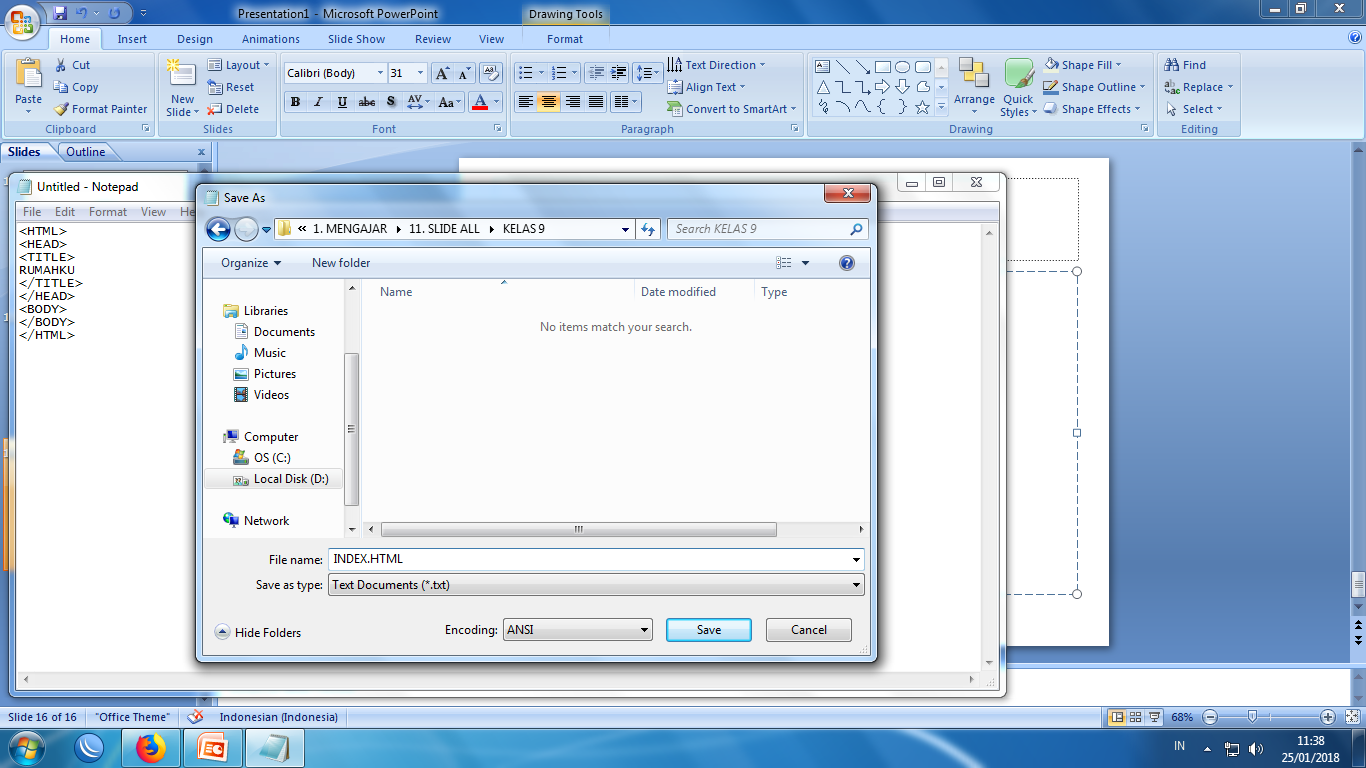 Presentation1 - Microsoft PowerPoint
Drawing Tools
Home Insert Design Animations Slide Show Review View Format
Paste
Cut
Copy
Format Painter
Clipboard
New Slide
Layout
Reset
Delete
Slides
Calibri (Body) 31
B I U abc S AV Aa A
Font
Text Direction
Align Text
Convert to SmartArt
Paragraph
Arrange
Quick Styles
Shape Fill
Shape Outline
Shape Effects
Drawing
Find
Replace
Select
Editing
Slides Outline x
Untitled - Notepad
File Edit Format View He
<HTML>
<HEAD>
<TITLE>
RUMAHKU
</TITLE>
</HEAD>
<BODY>
</BODY>
</HTML>
Save As
« 1. MENGAJAR 11. SLIDE ALL KELAS 9
Search KELAS 9
Organize New folder
Name Date modified Type
No items match your search.
Libraries
Documents
Music
Pictures
Videos
Computer
OS (C:)
Local Disk (D:)
Network
File name: INDEX.HTML
Save as type: Text Documents (*.txt)
Hide Folders
Encoding: ANSI
Save
Cancel
Slide 16 of 16 "Office Theme" Indonesian (Indonesia) 68%
IN
11:38
25/01/2018